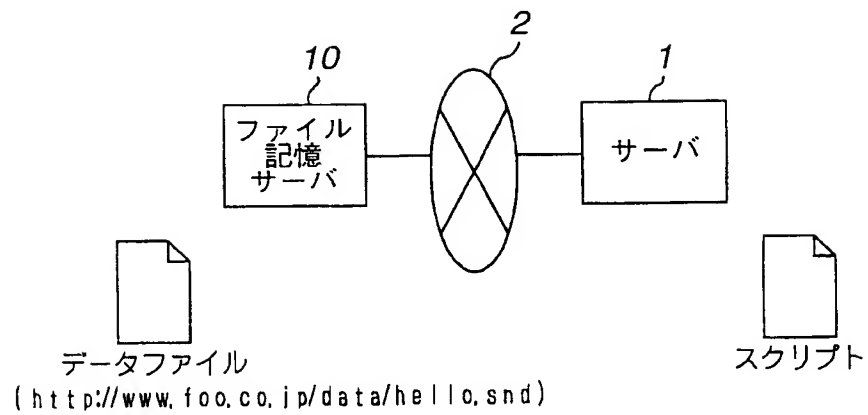 2
10
1
ファイル
記憶
サーバ
サーバ
データファイル
スクリプト
(http://www.foo.co.jp/data/hello.snd)